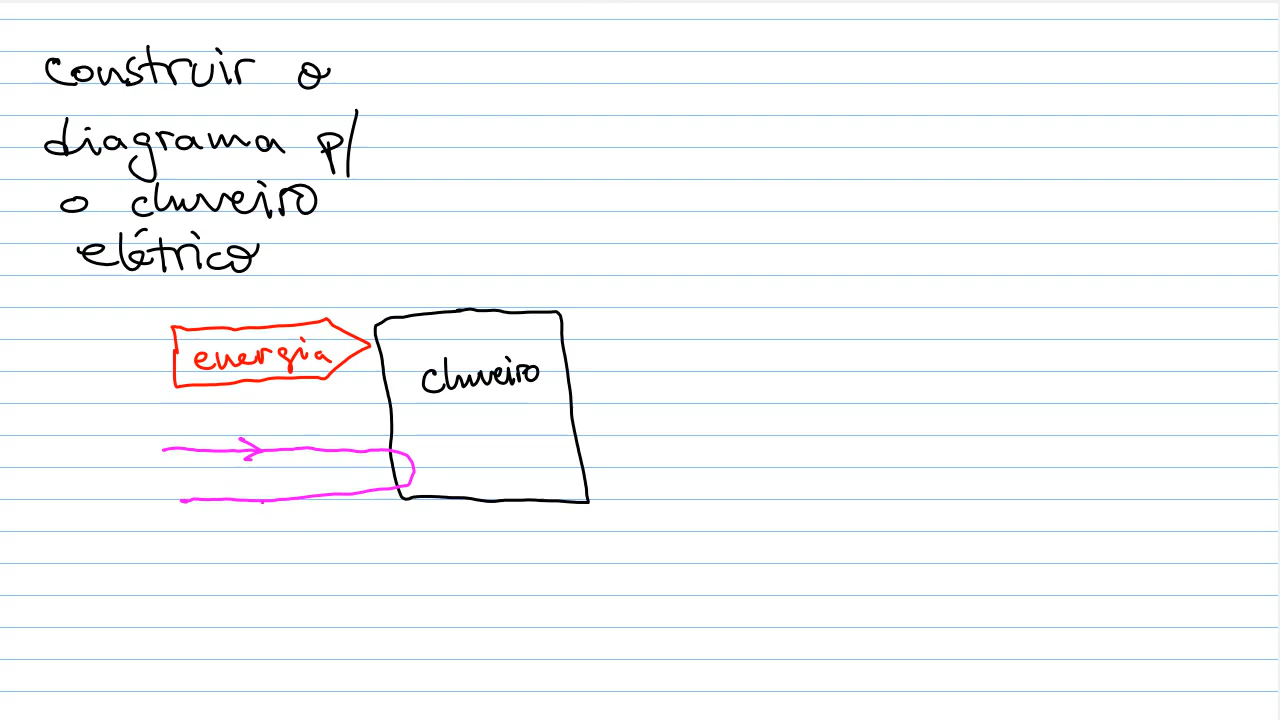 construir o
diagrama p/
o chuveiro
elétrico
energia
chuveiro